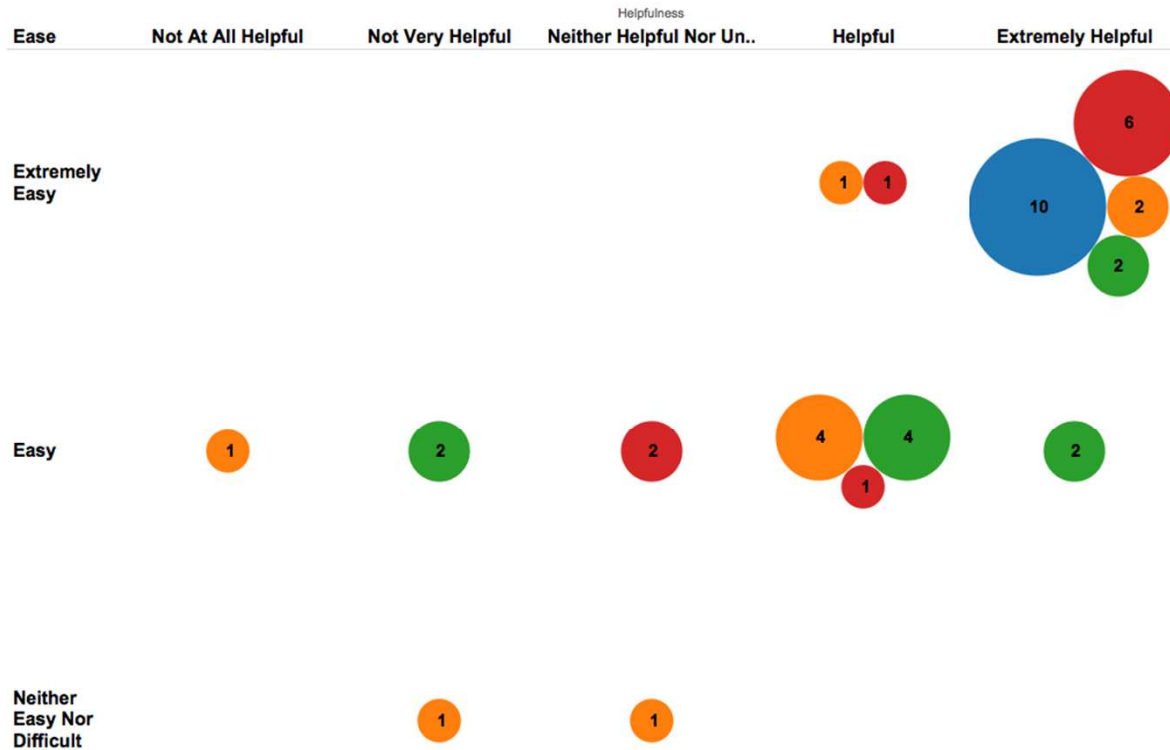 Helpfulness
Ease Not At All Helpful Not Very Helpful Neither Helpful Nor Un.. Helpful Extremely Helpful
6
Extremely
Easy
1 1
10 2
2
Easy
1 2 2 4 4 2
1
Neither
Easy Nor
Difficult
1 1